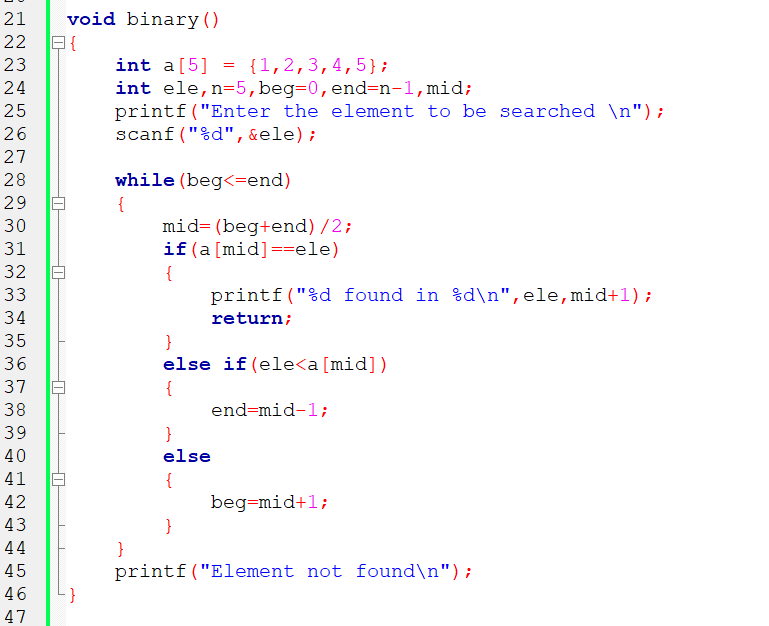 21 void binary()
22 {
23     int a[5] = {1,2,3,4,5};
24     int ele,n=5,beg=0,end=n-1,mid;
25     printf("Enter the element to be searched \n");
26     scanf("%d",&ele);
27
28     while(beg<=end)
29     {
30         mid=(beg+end)/2;
31         if(a[mid]==ele)
32         {
33             printf("%d found in %d\n",ele,mid+1);
34             return;
35         }
36         else if(ele<a[mid])
37         {
38             end=mid-1;
39         }
40         else
41         {
42             beg=mid+1;
43         }
44     }
45     printf("Element not found\n");
46 }
47